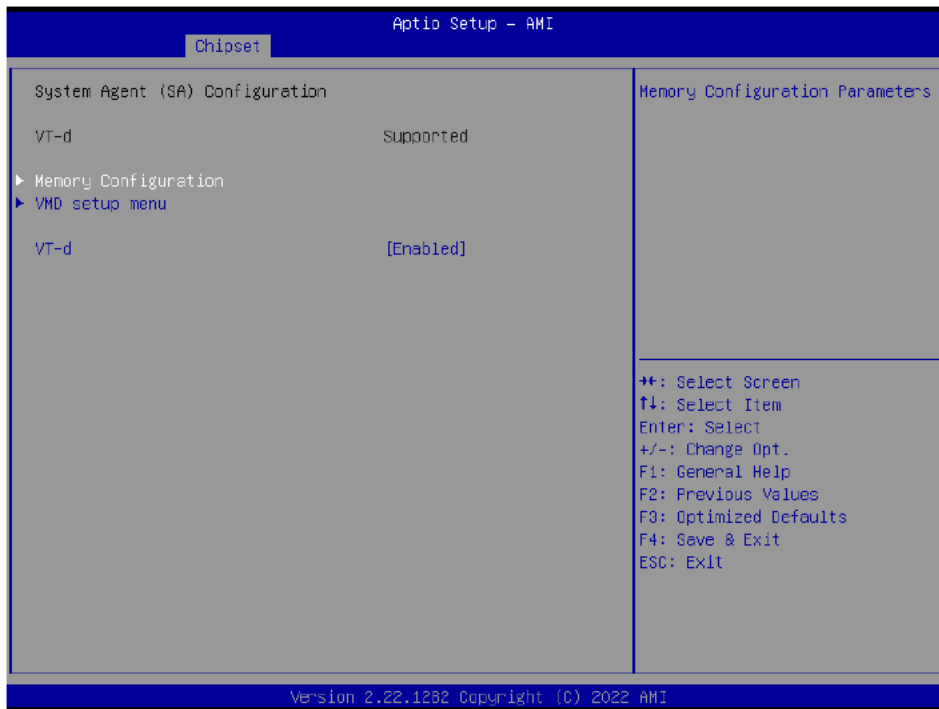 Aptio Setup – AMI
Chipset
System Agent (SA) Configuration
VT-d Supported
Memory Configuration
VMD setup menu
VT-d [Enabled]
Memory Configuration Parameters
→←: Select Screen
↑↓: Select Item
Enter: Select
+/-: Change Opt.
F1: General Help
F2: Previous Values
F3: Optimized Defaults
F4: Save & Exit
ESC: Exit
Version 2.22.1282 Copyright (C) 2022 AMI